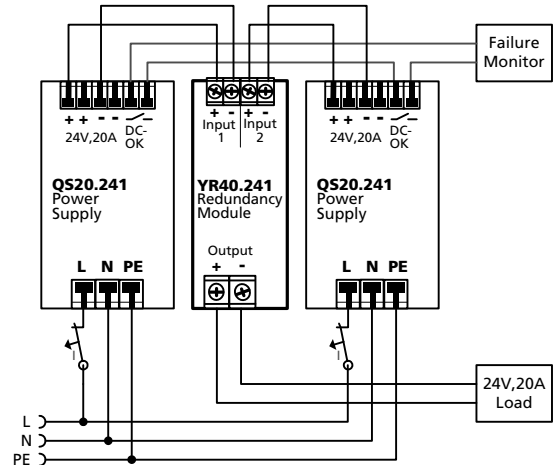 Failure
Monitor
+ + - - DC-
24V,20A OK
QS20.241
Power
Supply
L N PE
+ - + -
Input Input
1 2
YR40.241
Redundancy
Module
Output
+ -
+ + - - DC-
24V,20A OK
QS20.241
Power
Supply
L N PE
I
I
24V,20A
Load
L
N
PE